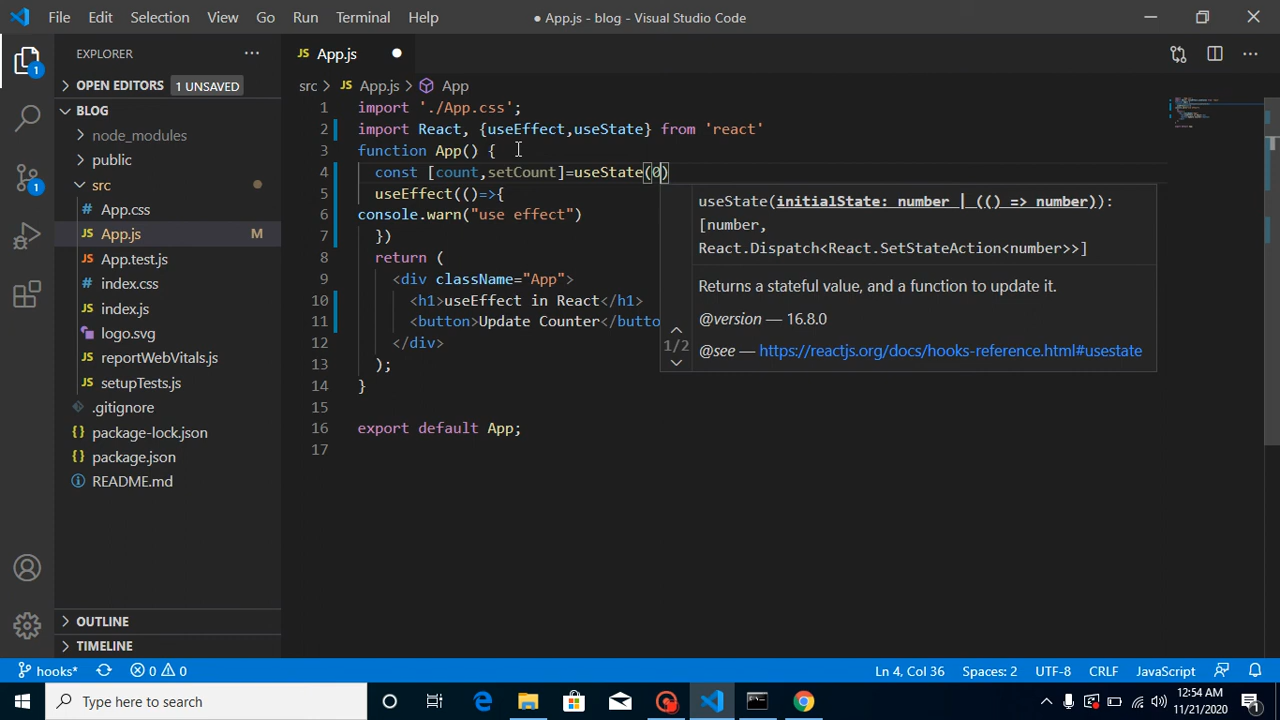 File Edit Selection View Go Run Terminal Help
● App.js - blog - Visual Studio Code
EXPLORER
OPEN EDITORS 1 UNSAVED
BLOG
node_modules
public
src
App.css
App.js M
App.test.js
index.css
index.js
logo.svg
reportWebVitals.js
setupTests.js
.gitignore
package-lock.json
package.json
README.md
OUTLINE
TIMELINE
1
1
JS App.js
src > JS App.js > App
1 import './App.css';
2 import React, {useEffect,useState} from 'react'
3 function App() {
4 const [count,setCount]=useState(0)
5 useEffect(()=>{
6 console.warn("use effect")
7 })
8 return (
9 <div className="App">
10 <h1>useEffect in React</h1>
11 <button>Update Counter</butto
12 </div>
13 );
14 }
15
16 export default App;
17
useState(initialState: number | (() => number)):
[number,
React.Dispatch<React.SetStateAction<number>>]
Returns a stateful value, and a function to update it.
@version — 16.8.0
1/2
@see — https://reactjs.org/docs/hooks-reference.html#usestate
hooks* 0 0 Ln 4, Col 36 Spaces: 2 UTF-8 CRLF JavaScript
Type here to search
12:54 AM
11/21/2020
1